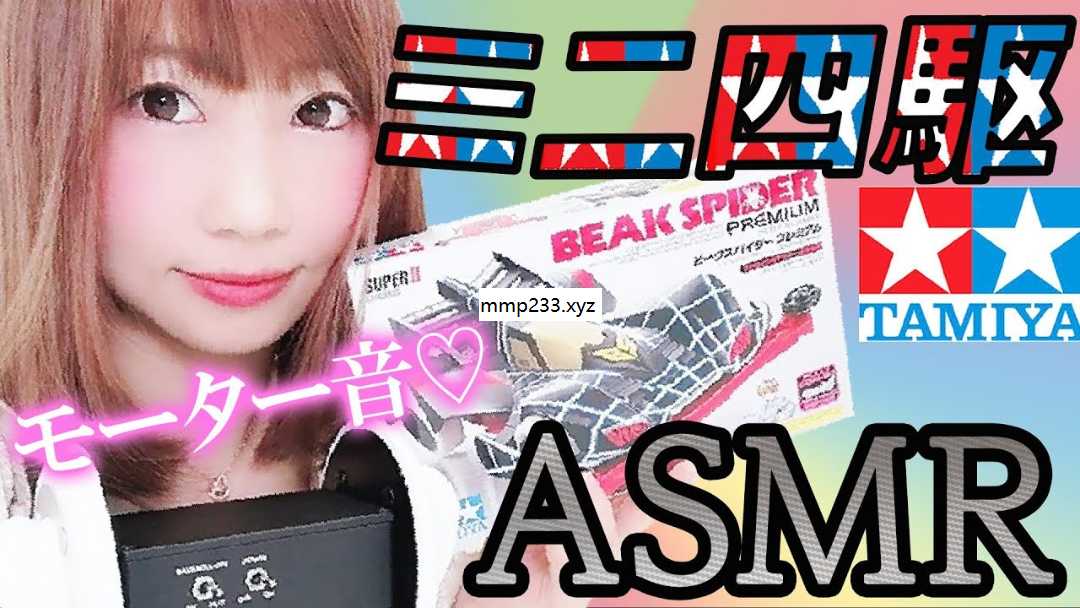 ミニ四駆
BEAK SPIDER
PREMIUM
ビークスパイダー プレミアム
SUPER II
mmp233.xyz
TAMIYA
モーター音♡
ASMR